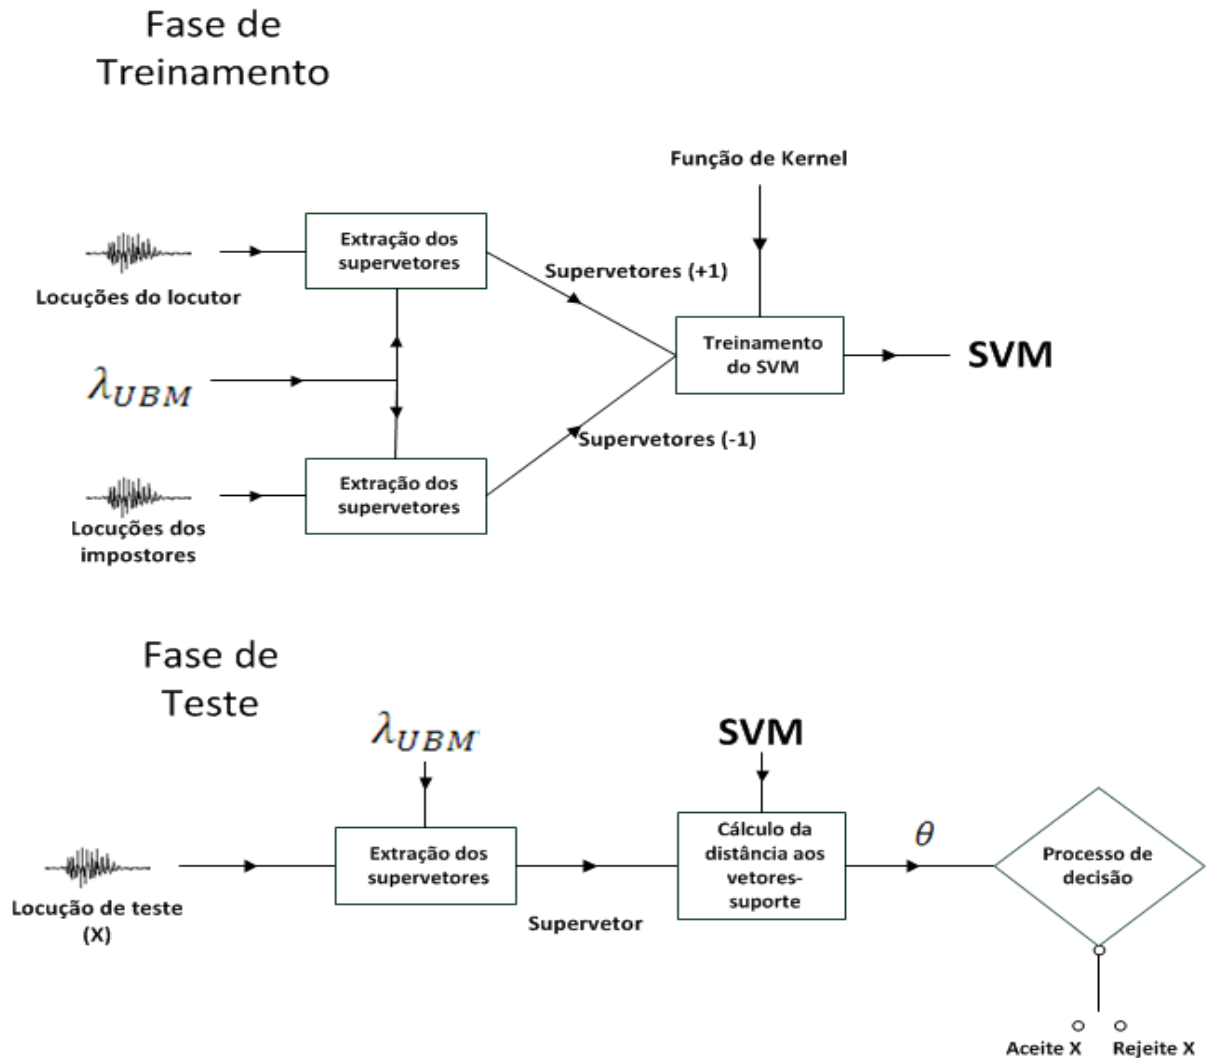 Fase de
Treinamento
Função de Kernel
Extração dos
supervetores
Supervetores (+1)
Locuções do locutor
Treinamento
do SVM
SVM
λUBM
Supervetores (-1)
Extração dos
supervetores
Locuções dos
impostores
Fase de
Teste
λUBM
SVM
Extração dos
supervetores
Cálculo da
distância aos
vetores-
suporte
θ
Processo de
decisão
Locução de teste
(X)
Supervetor
Aceite X
Rejeite X